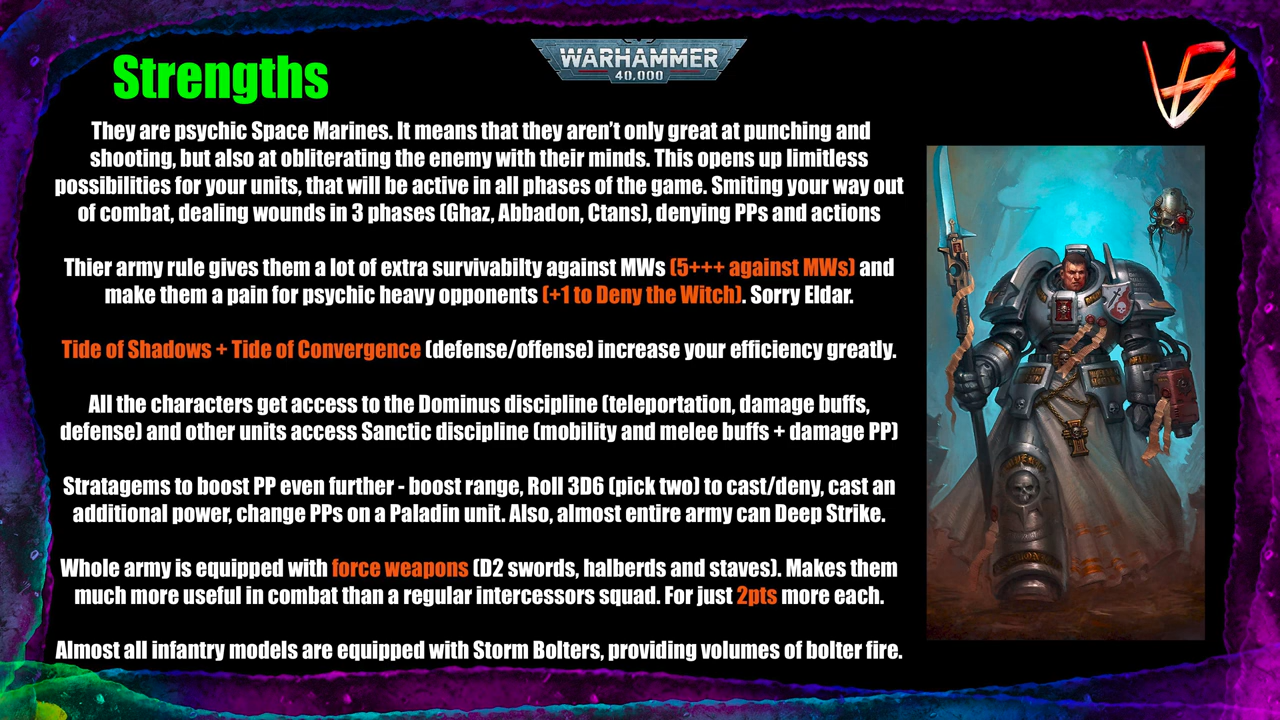 Strengths
WARHAMMER
40,000
They are psychic Space Marines. It means that they aren't only great at punching and
shooting, but also at obliterating the enemy with their minds. This opens up limitless
possibilities for your units, that will be active in all phases of the game. Smiting your way out
of combat, dealing wounds in 3 phases (Ghaz, Abbadon, Ctans), denying PPs and actions
Thier army rule gives them a lot of extra survivabilty against MWs (5+++ against MWs) and
make them a pain for psychic heavy opponents (+1 to Deny the Witch). Sorry Eldar.
Tide of Shadows + Tide of Convergence (defense/offense) increase your efficiency greatly.
All the characters get access to the Dominus discipline (teleportation, damage buffs,
defense) and other units access Sanctic discipline (mobility and melee buffs + damage PP)
Stratagems to boost PP even further - boost range, Roll 3D6 (pick two) to cast/deny, cast an
additional power, change PPs on a Paladin unit. Also, almost entire army can Deep Strike.
Whole army is equipped with force weapons (D2 swords, halberds and staves). Makes them
much more useful in combat than a regular intercessors squad. For just 2pts more each.
Almost all infantry models are equipped with Storm Bolters, providing volumes of bolter fire.